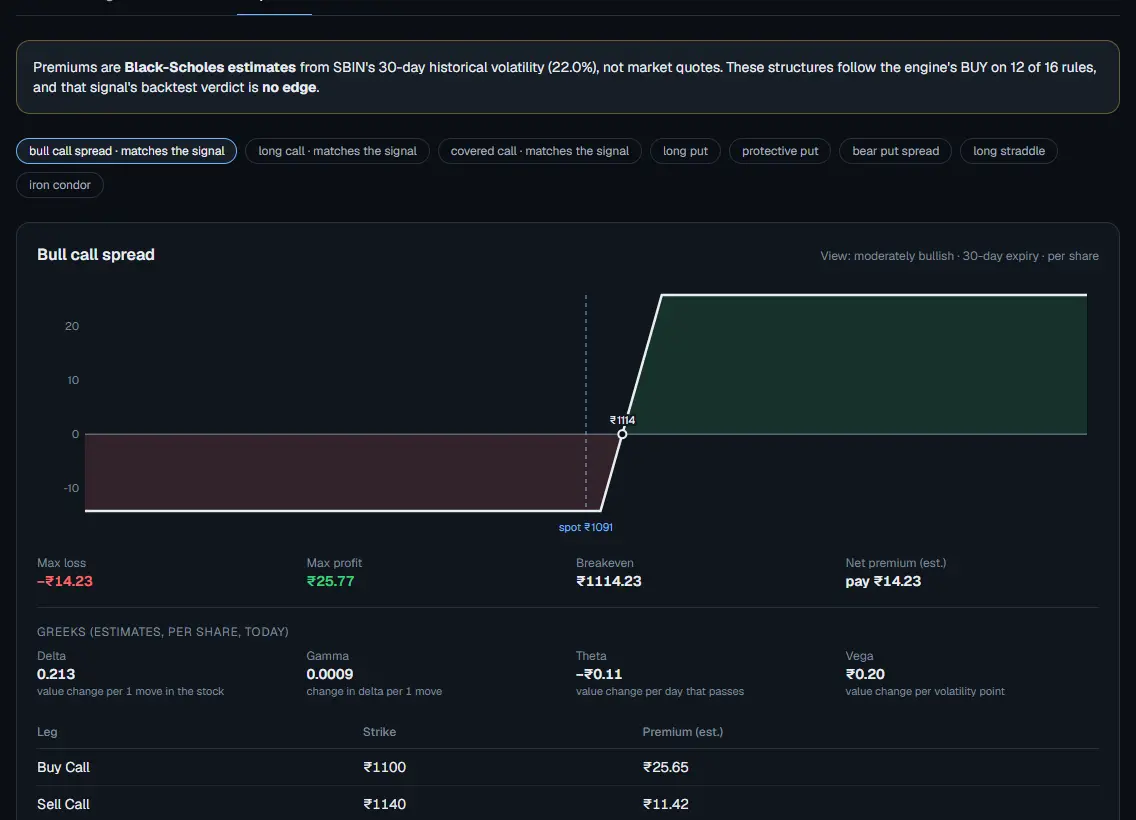 Premiums are Black-Scholes estimates from SBIN's 30-day historical volatility (22.0%), not market quotes. These structures follow the engine's BUY on 12 of 16 rules,
and that signal's backtest verdict is no edge.
bull call spread · matches the signal
long call · matches the signal
covered call · matches the signal
long put
protective put
bear put spread
long straddle
iron condor
Bull call spread
View: moderately bullish · 30-day expiry · per share
20
10
0
-10
₹1114
spot ₹1091
Max loss
Max profit
Breakeven
Net premium (est.)
−₹14.23
₹25.77
₹1114.23
pay ₹14.23
GREEKS (ESTIMATES, PER SHARE, TODAY)
Delta
Gamma
Theta
Vega
0.213
0.0009
−₹0.11
₹0.20
value change per 1 move in the stock
change in delta per 1 move
value change per day that passes
value change per volatility point
Leg
Strike
Premium (est.)
Buy Call
₹1100
₹25.65
Sell Call
₹1140
₹11.42